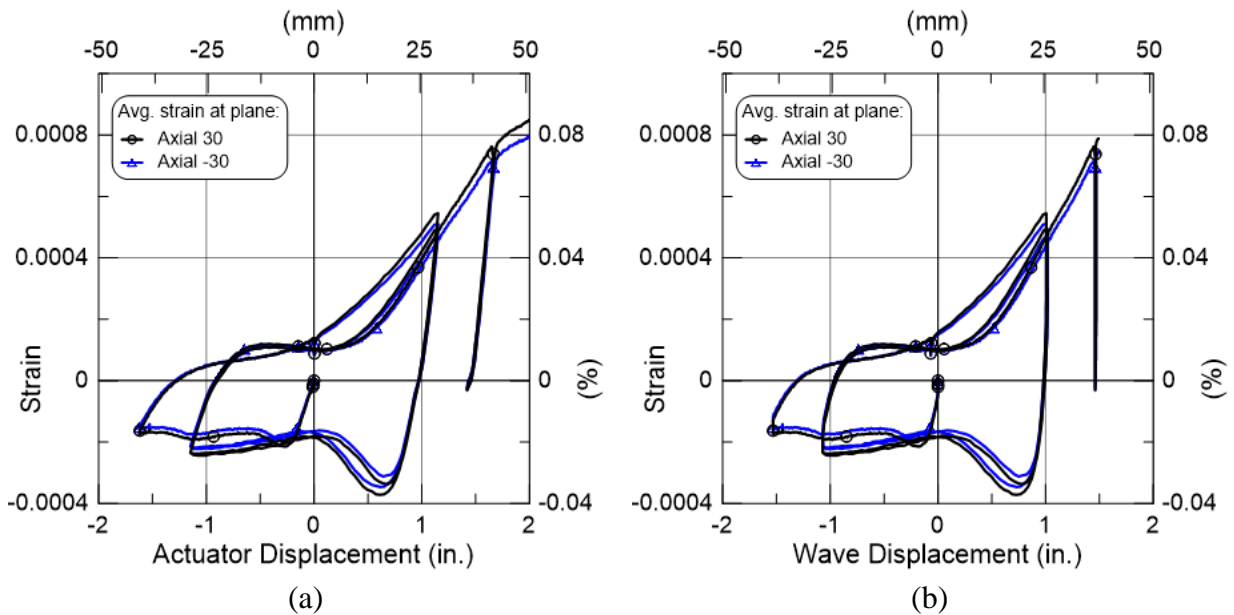 (mm)
-50 -25 0 25 50
Avg. strain at plane:
Axial 30
Axial -30
0.0008
0.0004
0
-0.0004
0.08
0.04
0
-0.04
Strain
(%)
-2 -1 0 1 2
Actuator Displacement (in.)
(a)
(mm)
-50 -25 0 25 50
Avg. strain at plane:
Axial 30
Axial -30
0.0008
0.0004
0
-0.0004
0.08
0.04
0
-0.04
Strain
(%)
-2 -1 0 1 2
Wave Displacement (in.)
(b)